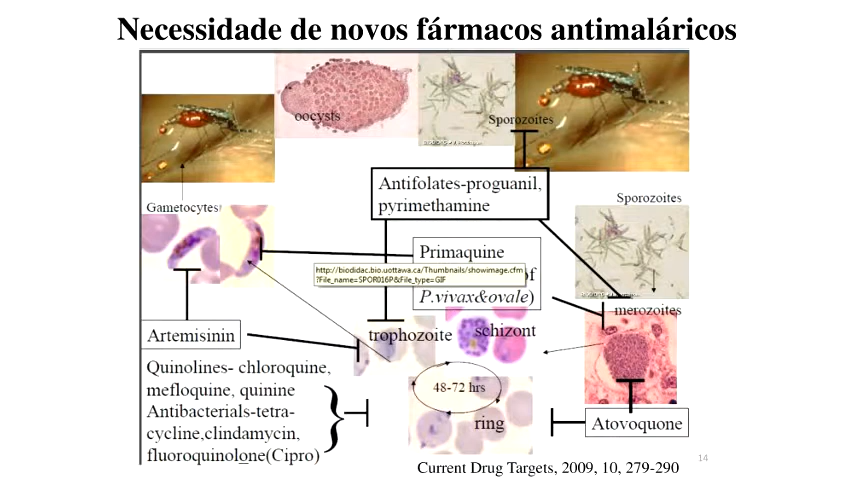 Necessidade de novos fármacos antimaláricos
oocysts
Sporozoites
Antifolates-proguanil,
pyrimethamine
Sporozoites
Gametocytes
Primaquine
http://biodidac.bio.uottawa.ca/Thumbnails/showimage.cfm
?File_name=SPOR016P&File_type=GIF
of
P.vivax&ovale)
merozoites
Artemisinin
trophozoite
schizont
Quinolines- chloroquine,
mefloquine, quinine
Antibacterials-tetra-
cycline,clindamycin,
fluoroquinolone(Cipro)
48-72 hrs
ring
Atovoquone
Current Drug Targets, 2009, 10, 279-290
14